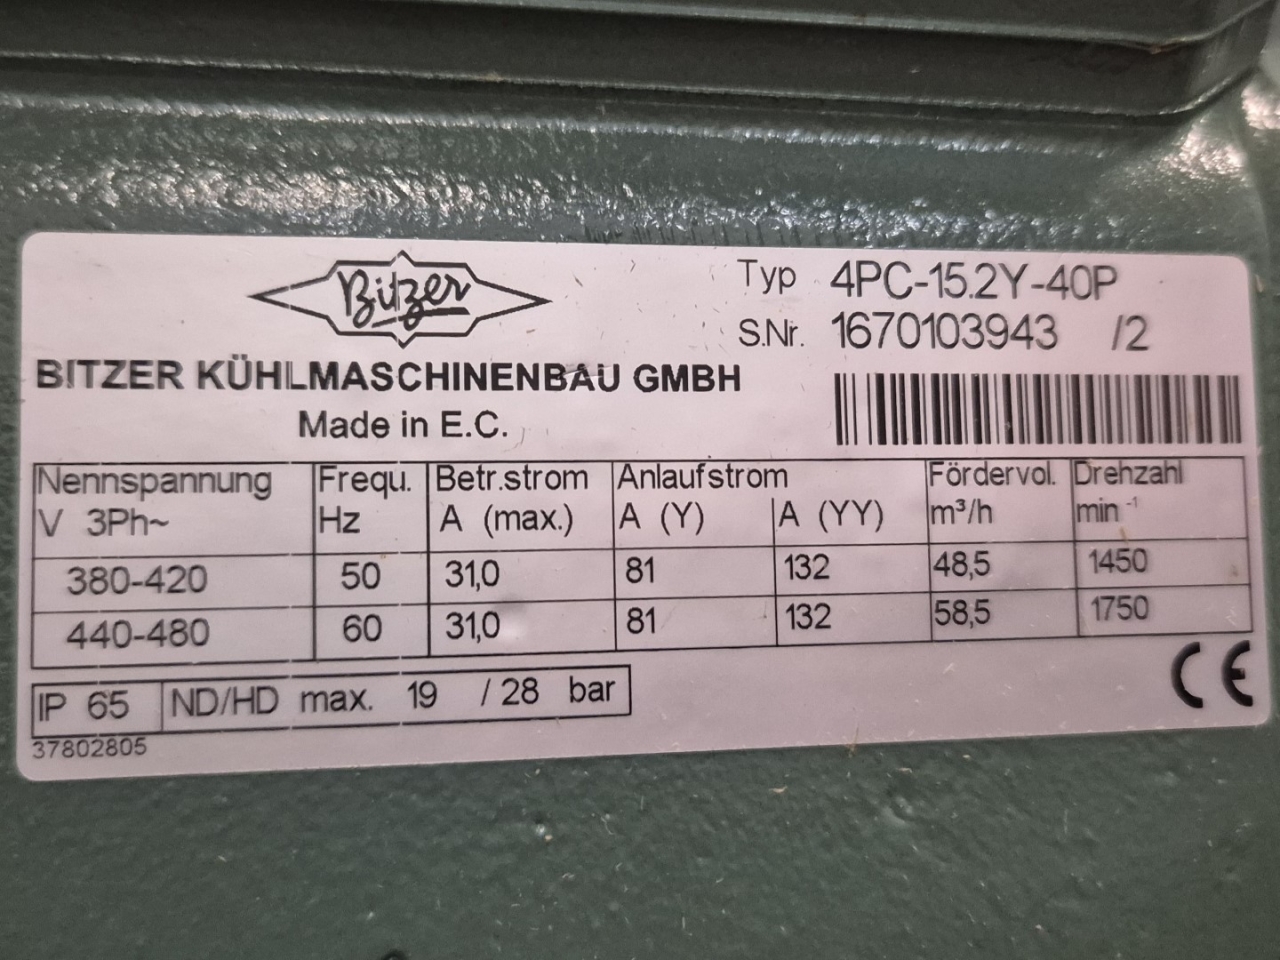 Bitzer
Typ 4PC-15.2Y-40P
S.Nr. 1670103943 /2
BITZER KÜHLMASCHINENBAU GMBH
Made in E.C.
Nennspannung Frequ. Betr.strom Anlaufstrom Fördervol. Drehzahl
V 3Ph~ Hz A (max.) A (Y) A (YY) m³/h min⁻¹
380-420 50 31,0 81 132 48,5 1450
440-480 60 31,0 81 132 58,5 1750
IP 65 ND/HD max. 19 / 28 bar
CE
37802805